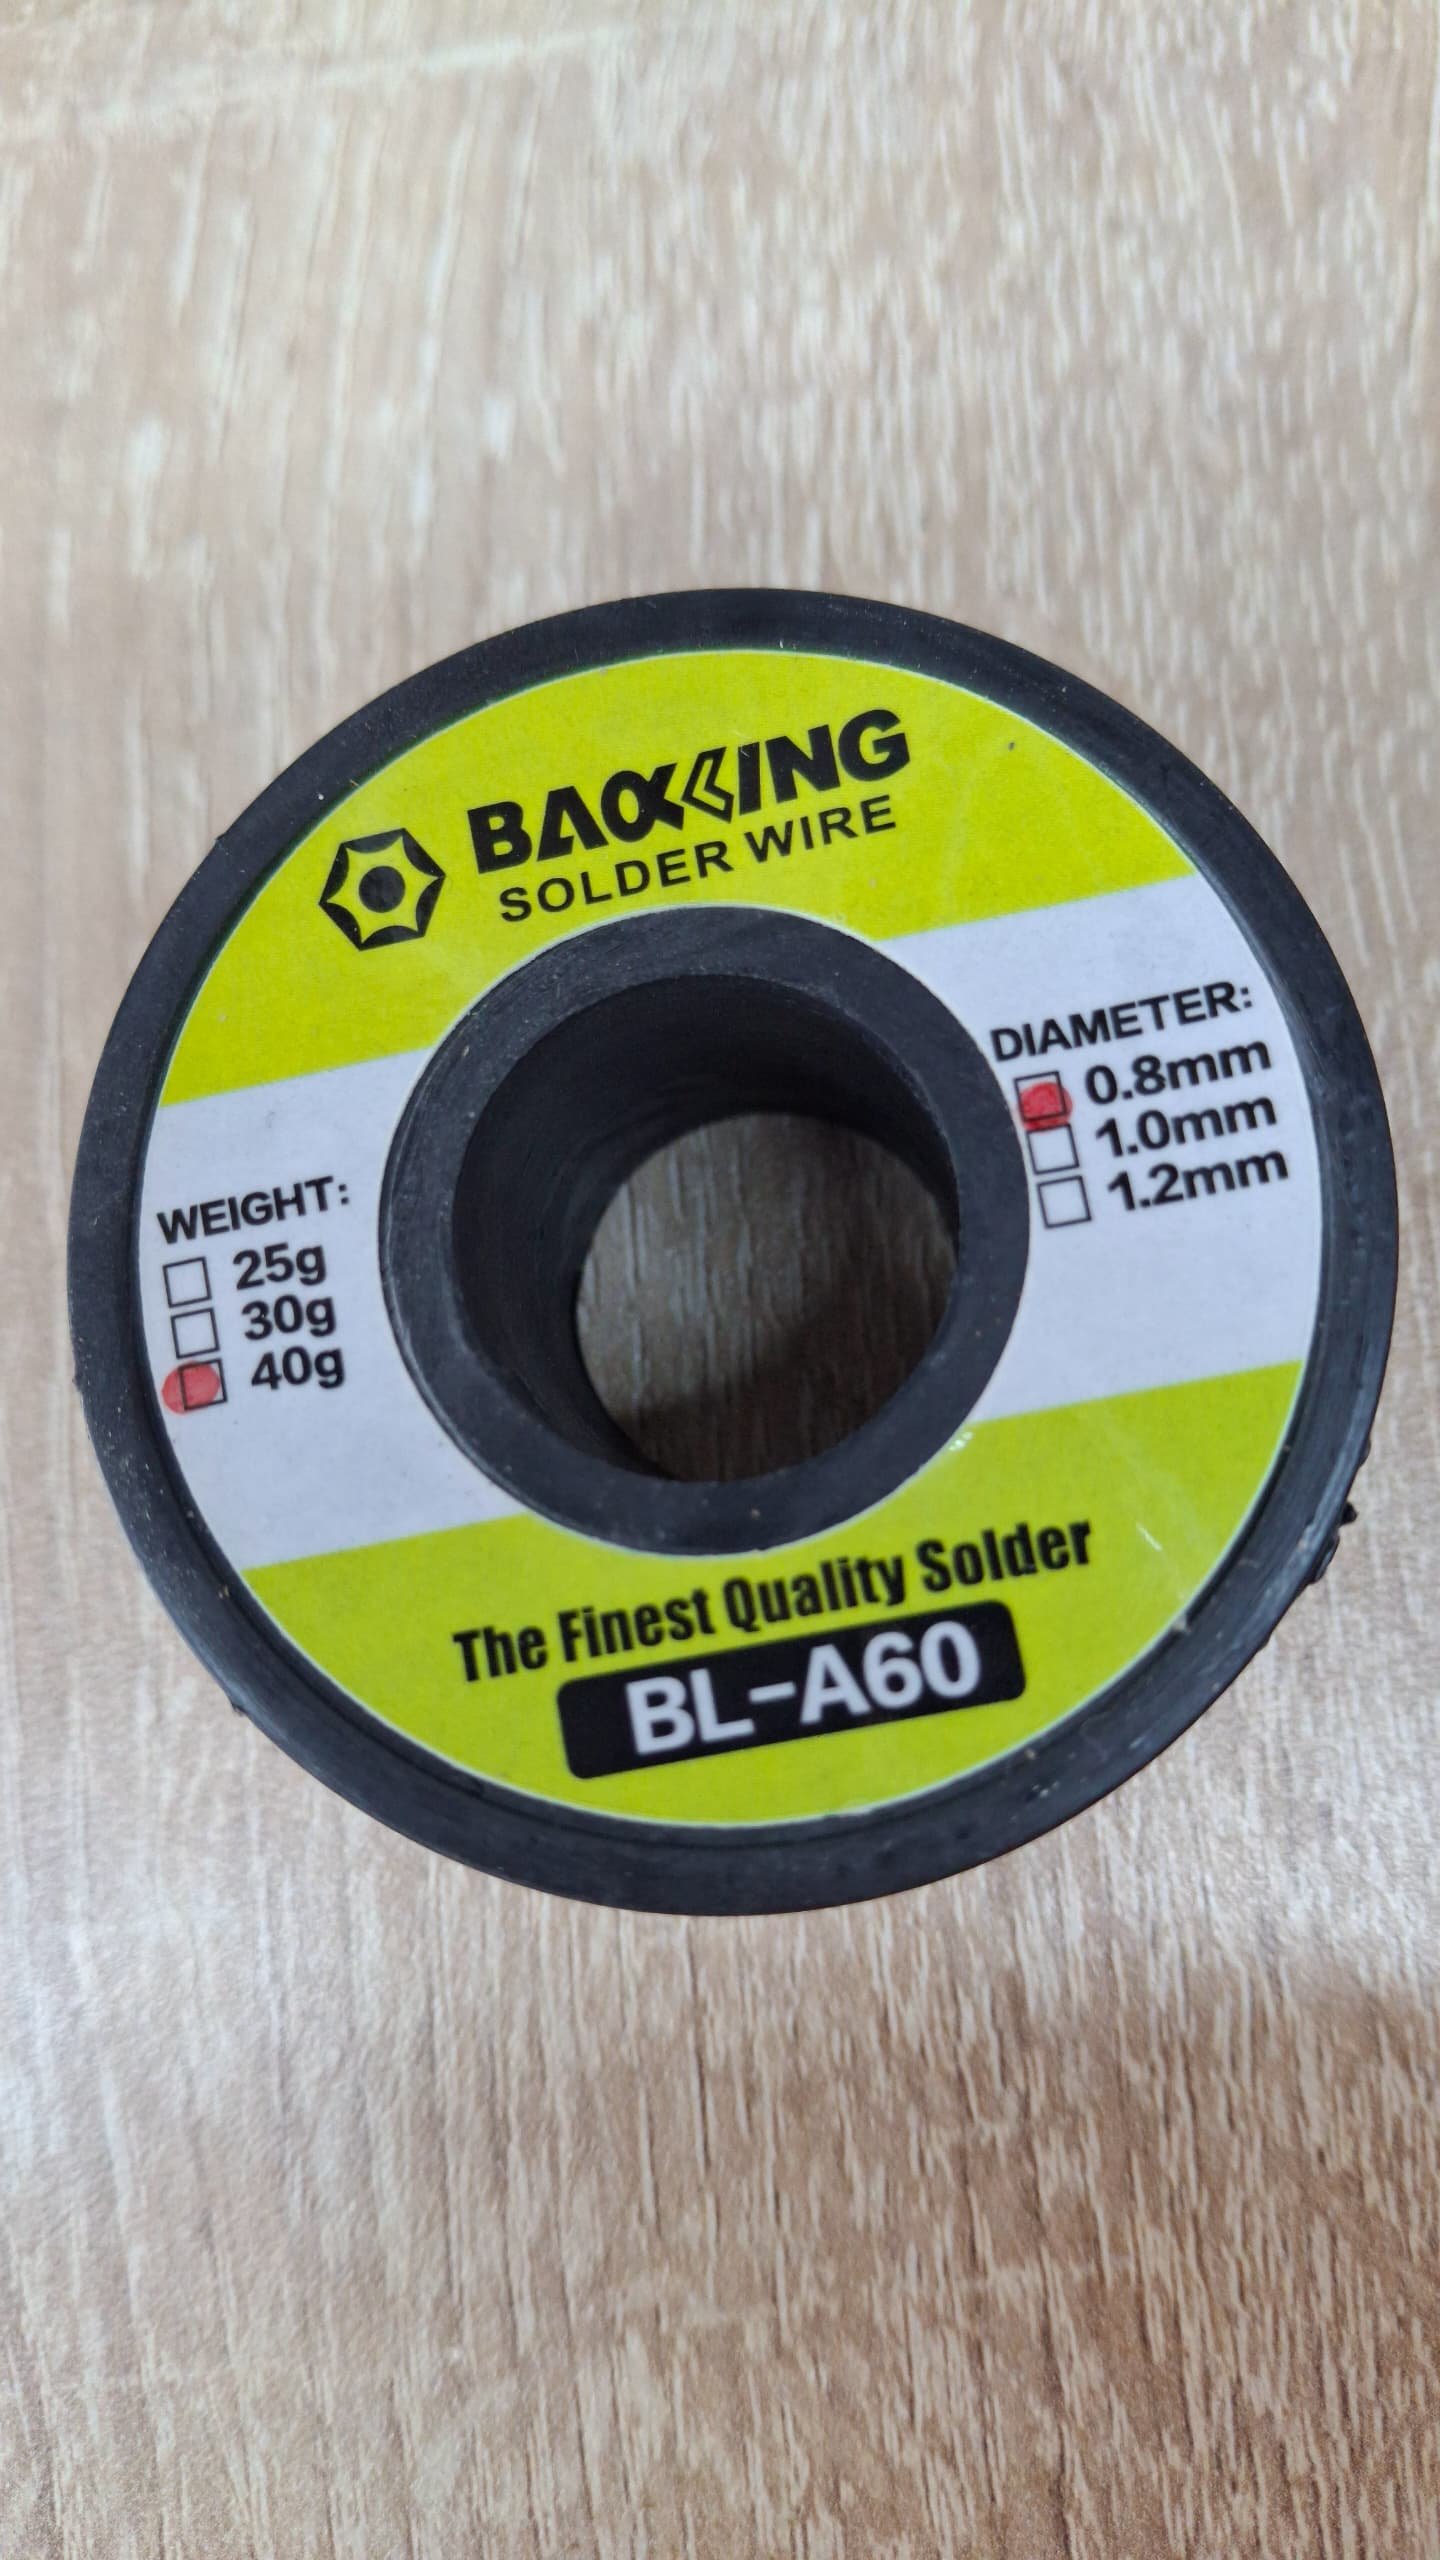 BAOKING
SOLDER WIRE
DIAMETER:
0.8mm
1.0mm
1.2mm
WEIGHT:
25g
30g
40g
The Finest Quality Solder
BL-A60